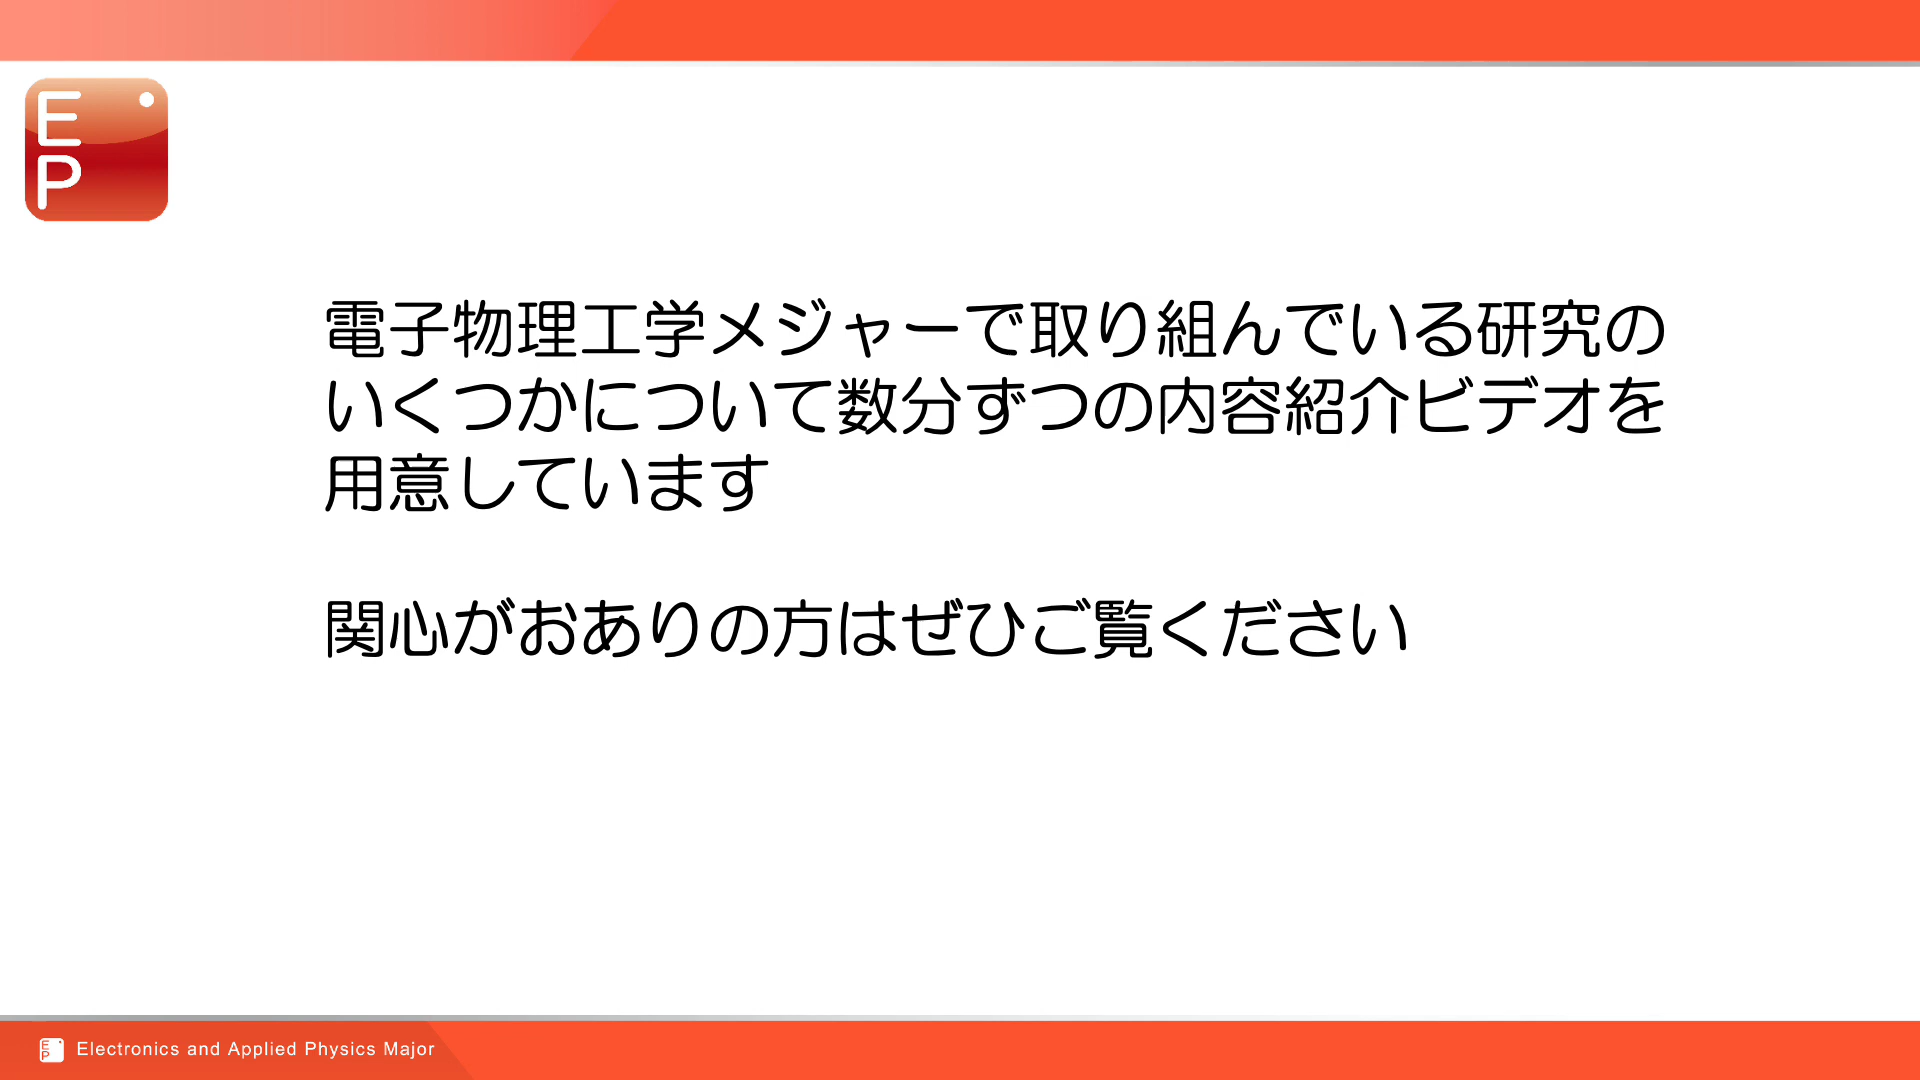 E
P
電子物理工学メジャーで取り組んでいる研究の
いくつかについて数分ずつの内容紹介ビデオを
用意しています
関心がおありの方はぜひご覧ください
E
P
Electronics and Applied Physics Major